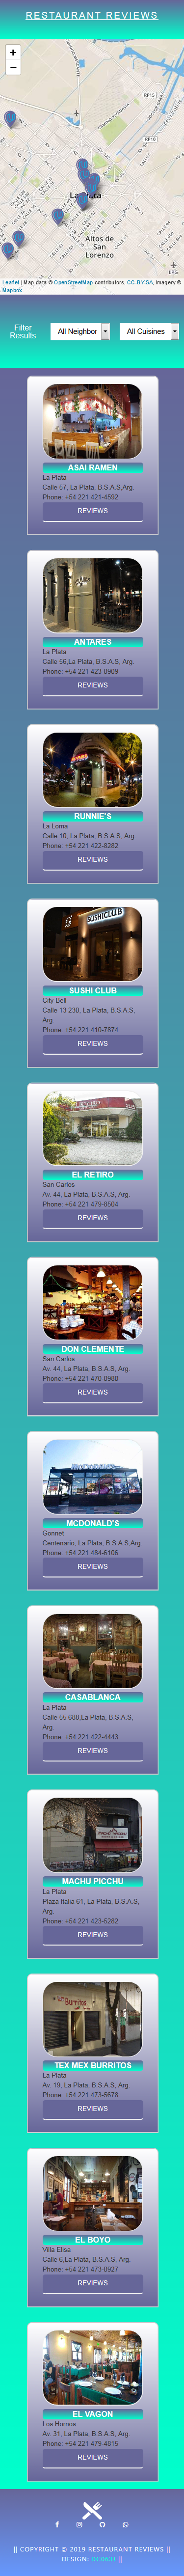 RESTAURANT REVIEWS
+
−
RP15
RP10
CALLE
La Plata
Altos de
San
Lorenzo
LPG
Leaflet | Map data © OpenStreetMap contributors, CC-BY-SA, Imagery ©
Mapbox
Filter
Results
All Neighbor
All Cuisines
ASAI RAMEN
La Plata
Calle 57, La Plata, B.S.A.S,Arg.
Phone: +54 221 421-4592
REVIEWS
ANTARES
La Plata
Calle 56,La Plata, B.S.A.S, Arg.
Phone: +54 221 423-0909
REVIEWS
RUNNIE'S
La Loma
Calle 10, La Plata, B.S.A.S, Arg.
Phone: +54 221 422-8282
REVIEWS
SUSHICLUB
SUSHI CLUB
City Bell
Calle 13 230, La Plata, B.S.A.S,
Arg.
Phone: +54 221 410-7874
REVIEWS
EL RETIRO
San Carlos
Av. 44, La Plata, B.S.A.S, Arg.
Phone: +54 221 479-8504
REVIEWS
DON CLEMENTE
San Carlos
Av. 44, La Plata, B.S.A.S, Arg.
Phone: +54 221 470-0980
REVIEWS
McDonald's
MCDONALD'S
Gonnet
Centenario, La Plata, B.S.A.S,Arg.
Phone: +54 221 484-6106
REVIEWS
CASABLANCA
La Plata
Calle 55 688,La Plata, B.S.A.S,
Arg.
Phone: +54 221 422-4443
REVIEWS
MACHU PICCHU
La Plata
Plaza Italia 61, La Plata, B.S.A.S,
Arg.
Phone: +54 221 423-5282
REVIEWS
Burritos
TEX MEX BURRITOS
La Plata
Av. 19, La Plata, B.S.A.S, Arg.
Phone: +54 221 473-5678
REVIEWS
EL BOYO
Villa Elisa
Calle 6,La Plata, B.S.A.S, Arg.
Phone: +54 221 473-0927
REVIEWS
EL VAGON
Los Hornos
Av. 31, La Plata, B.S.A.S, Arg.
Phone: +54 221 479-4815
REVIEWS
|| COPYRIGHT © 2019 RESTAURANT REVIEWS ||